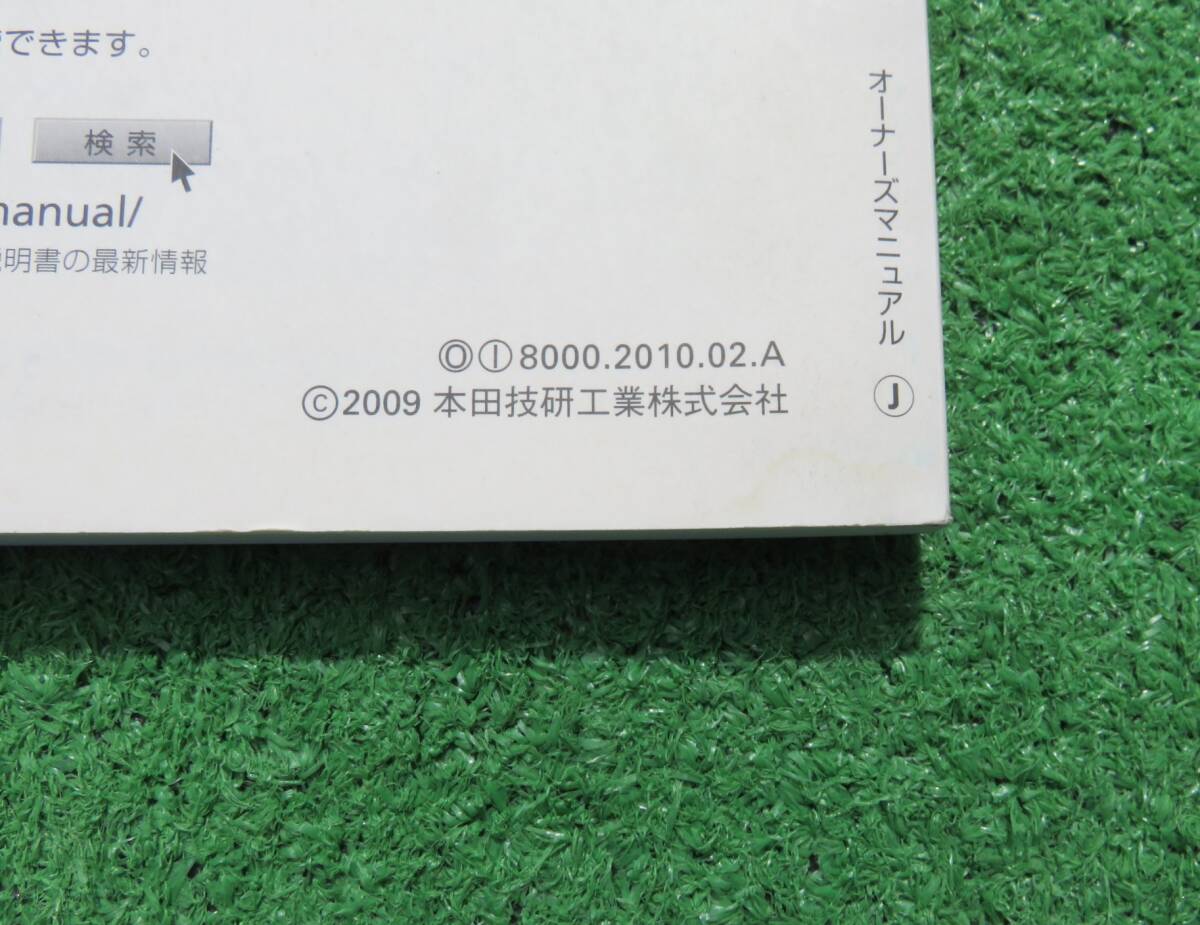 できます。
検索
manual/
明書の最新情報
ⓄⒾ8000.2010.02.A
©2009 本田技研工業株式会社
オーナーズマニュアル Ⓙ